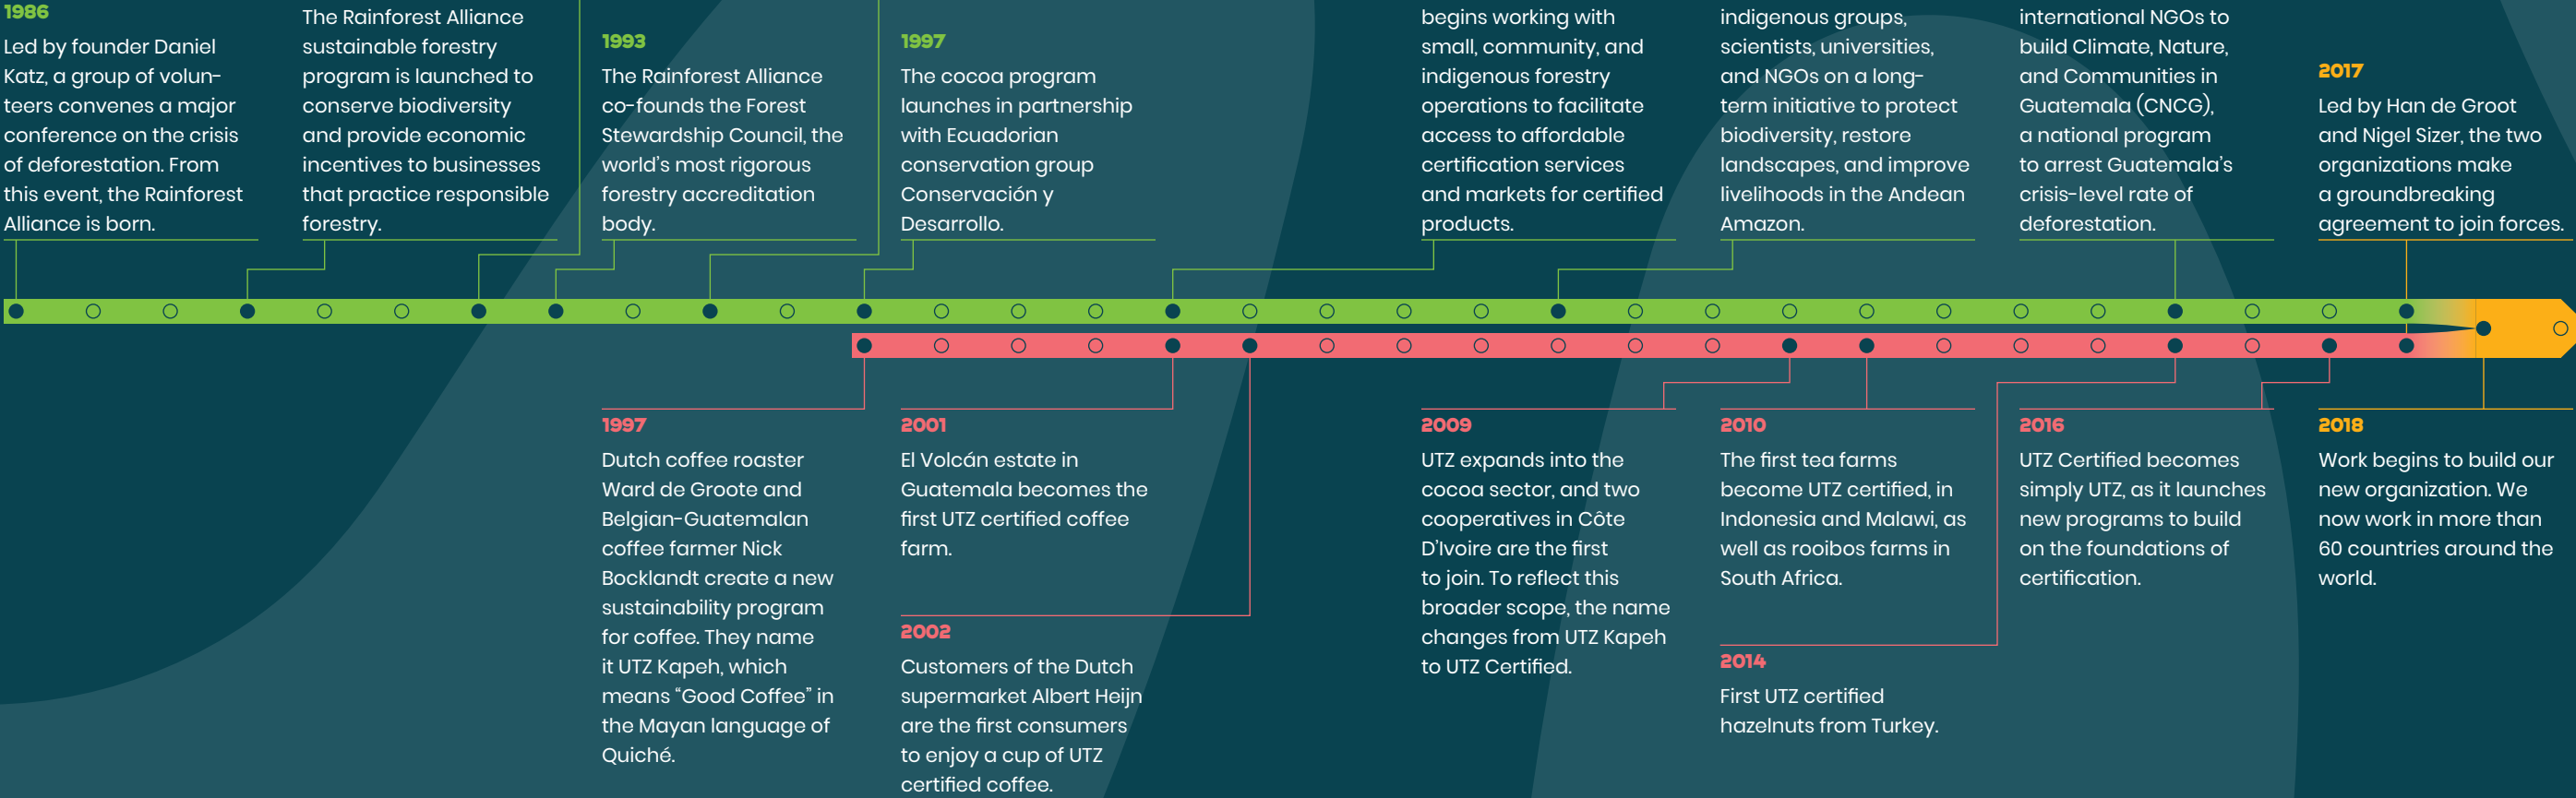 1986
Led by founder Daniel
Katz, a group of volun-
teers convenes a major
conference on the crisis
of deforestation. From
this event, the Rainforest
Alliance is born.
The Rainforest Alliance
sustainable forestry
program is launched to
conserve biodiversity
and provide economic
incentives to businesses
that practice responsible
forestry.
1993
The Rainforest Alliance
co-founds the Forest
Stewardship Council, the
world’s most rigorous
forestry accreditation
body.
1997
The cocoa program
launches in partnership
with Ecuadorian
conservation group
Conservación y
Desarrollo.
begins working with
small, community, and
indigenous forestry
operations to facilitate
access to affordable
certification services
and markets for certified
products.
indigenous groups,
scientists, universities,
and NGOs on a long-
term initiative to protect
biodiversity, restore
landscapes, and improve
livelihoods in the Andean
Amazon.
international NGOs to
build Climate, Nature,
and Communities in
Guatemala (CNCG),
a national program
to arrest Guatemala’s
crisis-level rate of
deforestation.
2017
Led by Han de Groot
and Nigel Sizer, the two
organizations make
a groundbreaking
agreement to join forces.
1997
Dutch coffee roaster
Ward de Groote and
Belgian-Guatemalan
coffee farmer Nick
Bocklandt create a new
sustainability program
for coffee. They name
it UTZ Kapeh, which
means “Good Coffee” in
the Mayan language of
Quiché.
2001
El Volcán estate in
Guatemala becomes the
first UTZ certified coffee
farm.
2002
Customers of the Dutch
supermarket Albert Heijn
are the first consumers
to enjoy a cup of UTZ
certified coffee.
2009
UTZ expands into the
cocoa sector, and two
cooperatives in Côte
D’Ivoire are the first
to join. To reflect this
broader scope, the name
changes from UTZ Kapeh
to UTZ Certified.
2010
The first tea farms
become UTZ certified, in
Indonesia and Malawi, as
well as rooibos farms in
South Africa.
2014
First UTZ certified
hazelnuts from Turkey.
2016
UTZ Certified becomes
simply UTZ, as it launches
new programs to build
on the foundations of
certification.
2018
Work begins to build our
new organization. We
now work in more than
60 countries around the
world.